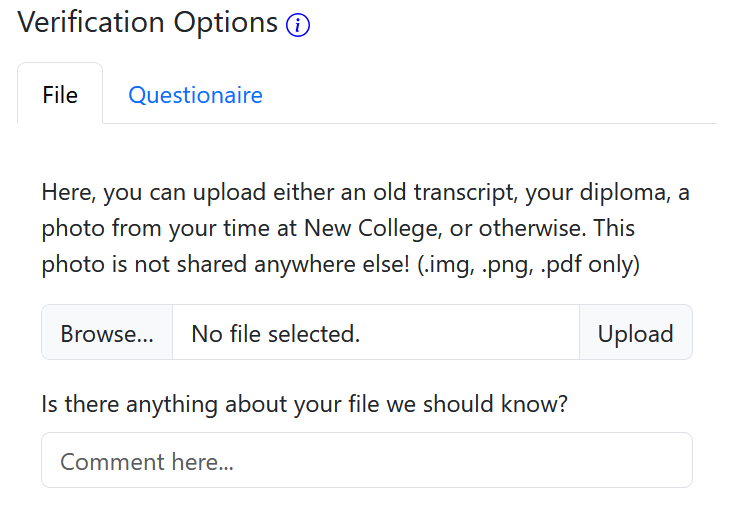 Verification Options
File
Questionaire
Here, you can upload either an old transcript, your diploma, a
photo from your time at New College, or otherwise. This
photo is not shared anywhere else! (.img, .png, .pdf only)
Browse... No file selected. Upload
Is there anything about your file we should know?
Comment here...